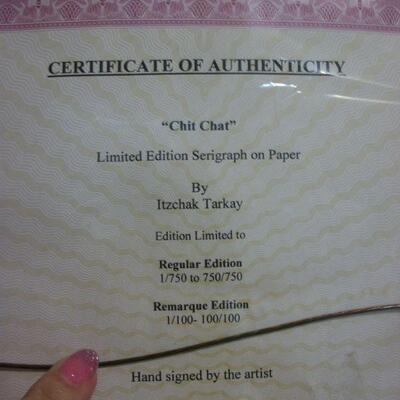 CERTIFICATE OF AUTHENTICITY
“Chit Chat”
Limited Edition Serigraph on Paper
By
Itzchak Tarkay
Edition Limited to
Regular Edition
1/750 to 750/750
Remarque Edition
1/100- 100/100
Hand signed by the artist